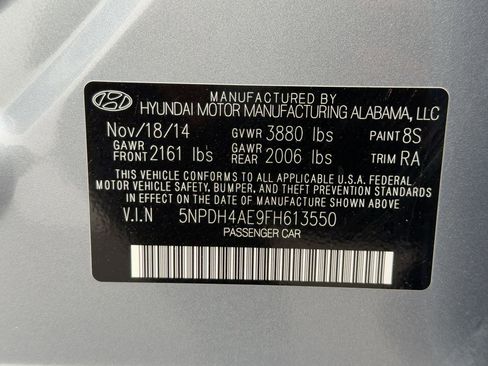 MANUFACTURED BY
HYUNDAI MOTOR MANUFACTURING ALABAMA, LLC
Nov/18/14 GVWR 3880 lbs PAINT 8S
GAWR FRONT 2161 lbs GAWR REAR 2006 lbs TRIM RA
THIS VEHICLE CONFORMS TO ALL APPLICABLE U.S.A. FEDERAL
MOTOR VEHICLE SAFETY, BUMPER, AND THEFT PREVENTION STANDARDS
IN EFFECT ON THE DATE OF MANUFACTURE SHOWN ABOVE.
V.I.N 5NPDH4AE9FH613550
PASSENGER CAR